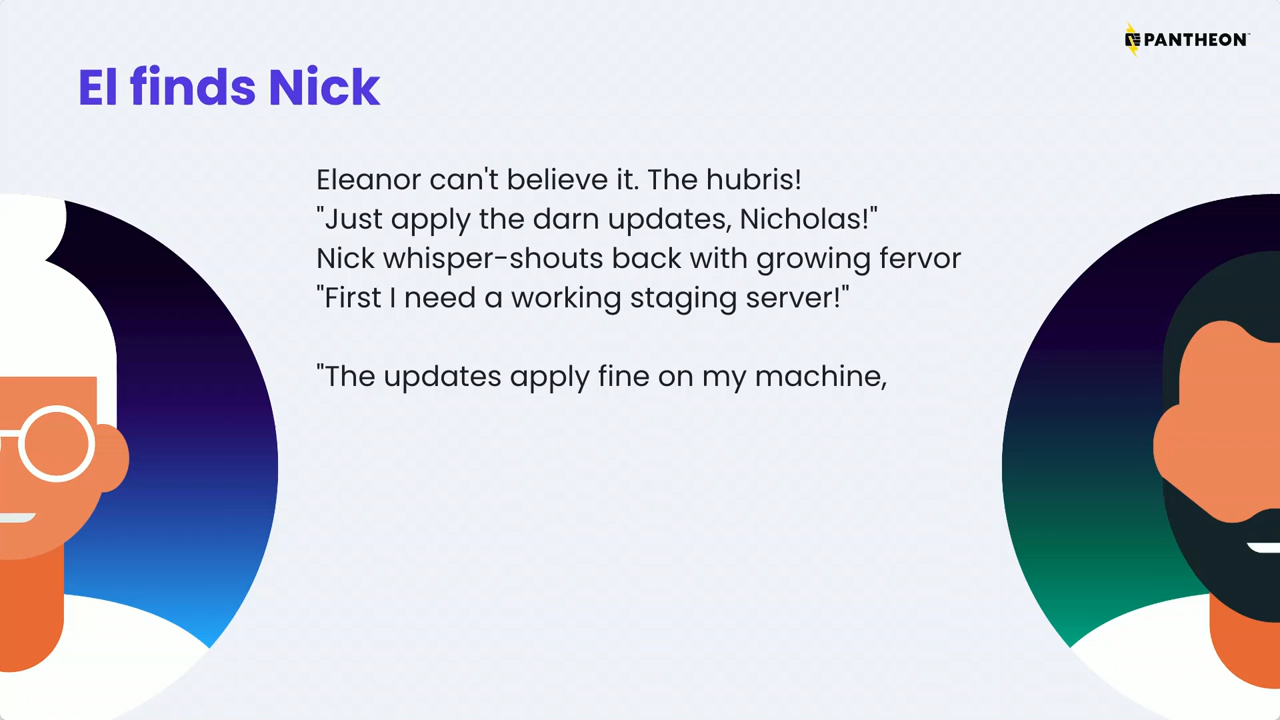 PANTHEON
El finds Nick
Eleanor can't believe it. The hubris!
"Just apply the darn updates, Nicholas!"
Nick whisper-shouts back with growing fervor
"First I need a working staging server!"
"The updates apply fine on my machine,